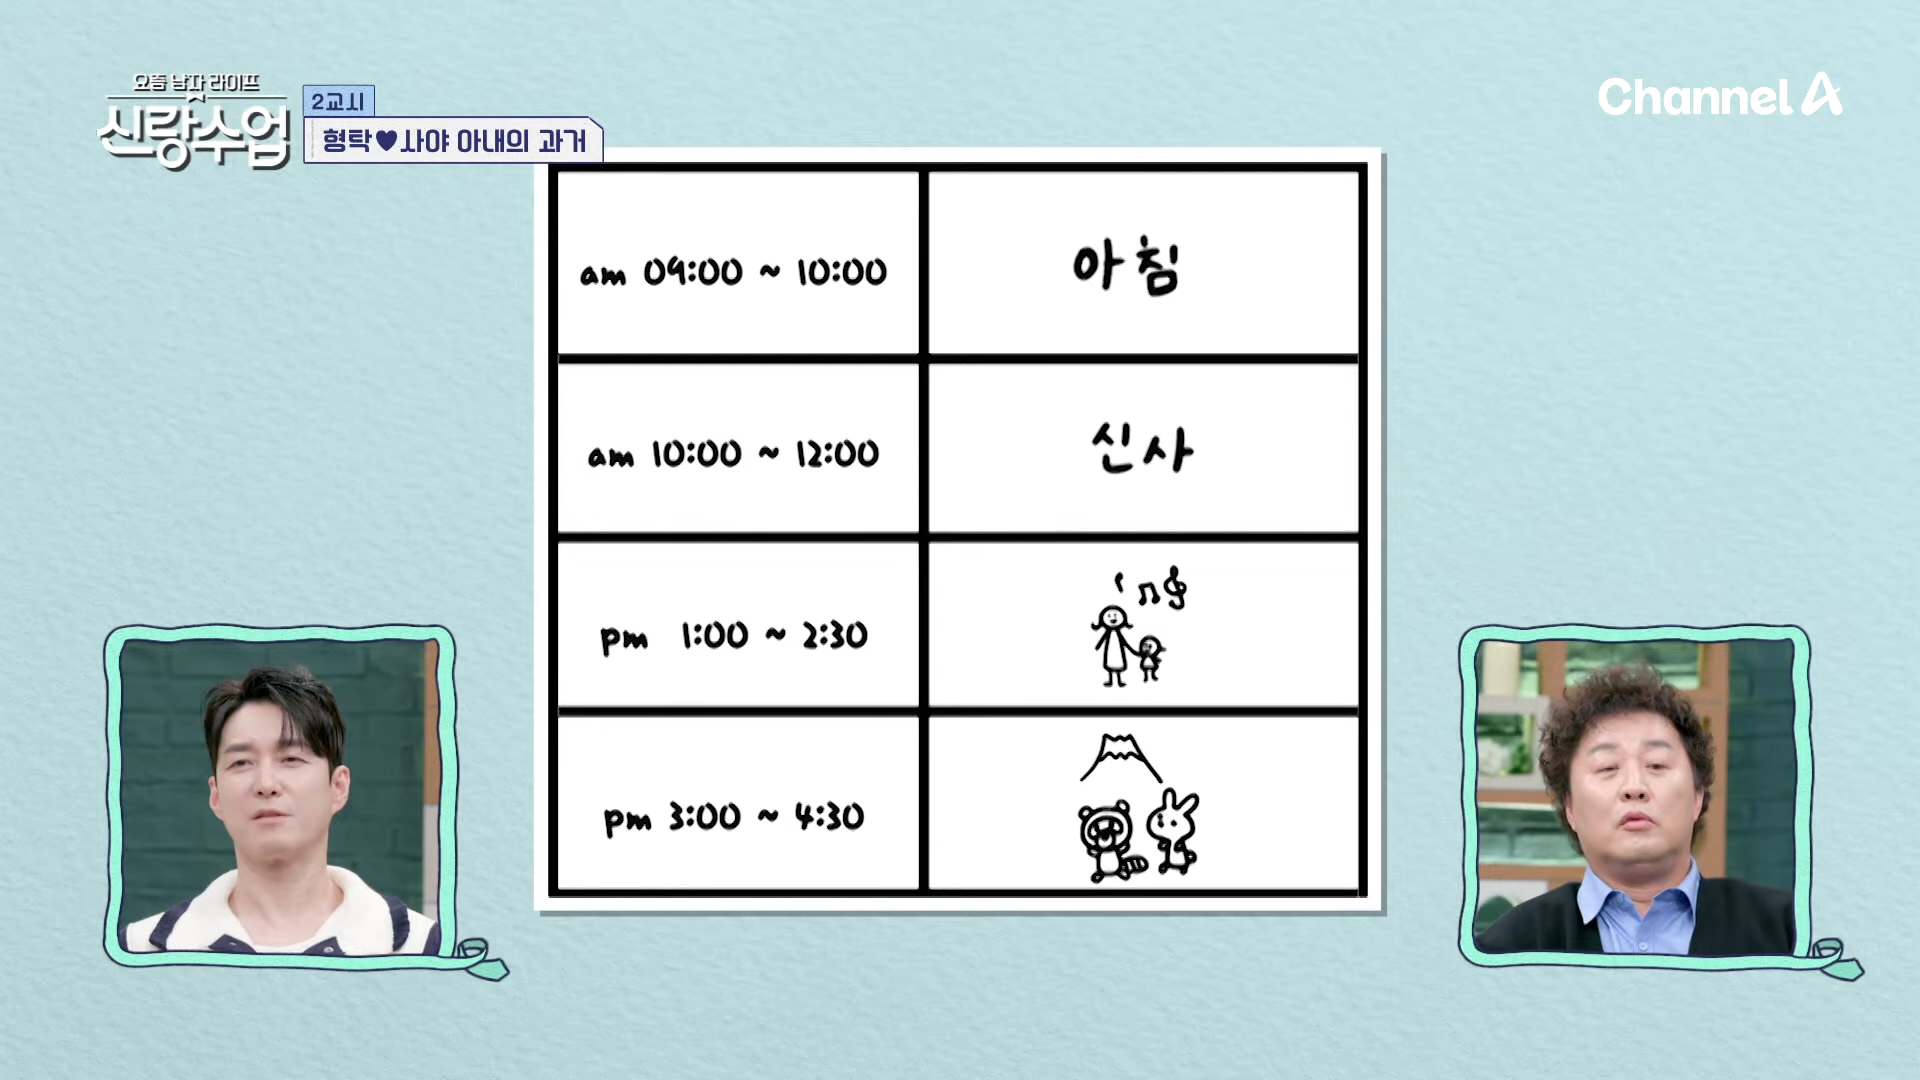 요즘 남자 라이프
신랑수업
2교시
형탁♥사야 아내의 과거
Channel A
am 09:00 ~ 10:00
아침
am 10:00 ~ 12:00
신사
pm 1:00 ~ 2:30
pm 3:00 ~ 4:30